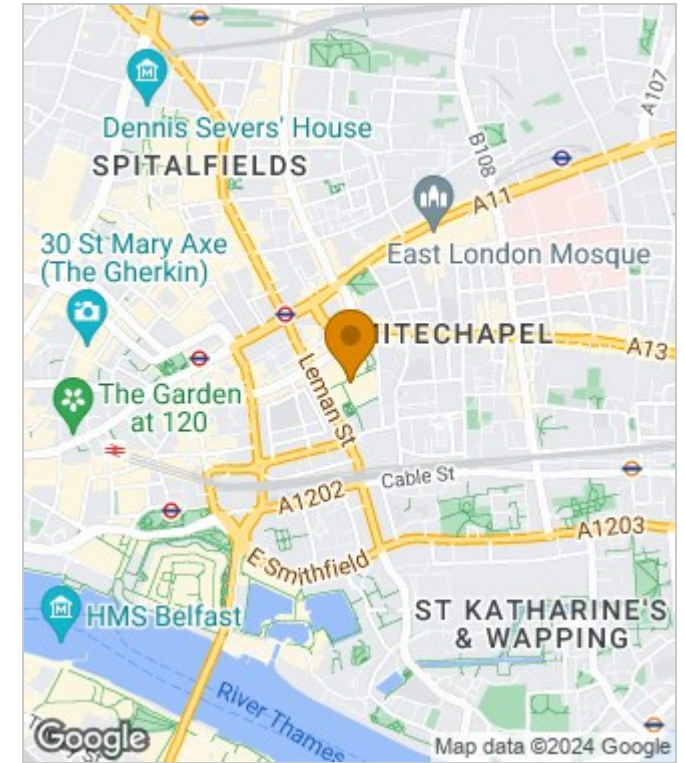 Dennis Severs' House
SPITALFIELDS
A107
B108
A11
East London Mosque
30 St Mary Axe
(The Gherkin)
ITECHAPEL
A13
Leman St
The Garden
at 120
Cable St
A1202
A1203
E Smithfield
HMS Belfast
ST KATHARINE'S
& WAPPING
River Thames
Google
Map data ©2024 Google